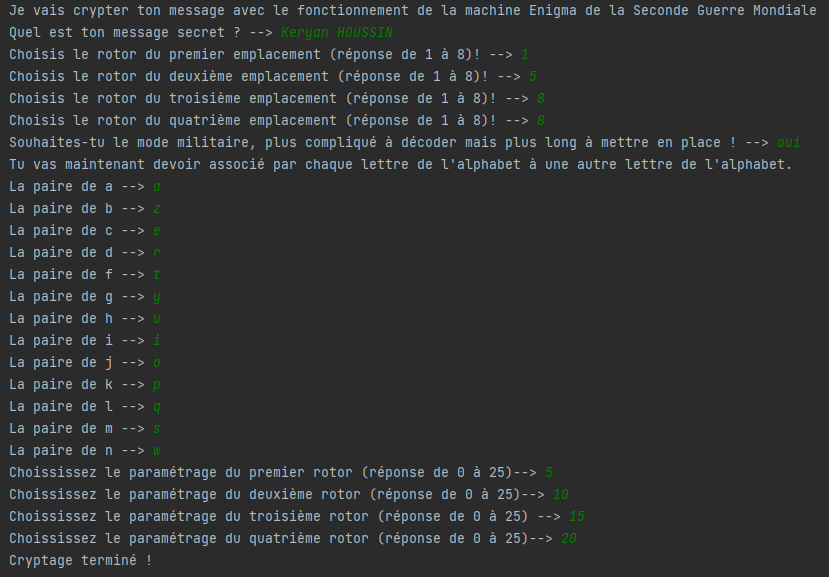 Je vais crypter ton message avec le fonctionnement de la machine Enigma de la Seconde Guerre Mondiale
Quel est ton message secret ? --> Keryan HOUSSIN
Choisis le rotor du premier emplacement (réponse de 1 à 8)! --> 1
Choisis le rotor du deuxième emplacement (réponse de 1 à 8)! --> 5
Choisis le rotor du troisième emplacement (réponse de 1 à 8)! --> 8
Choisis le rotor du quatrième emplacement (réponse de 1 à 8)! --> 8
Souhaites-tu le mode militaire, plus compliqué à décoder mais plus long à mettre en place ! --> oui
Tu vas maintenant devoir associé par chaque lettre de l'alphabet à une autre lettre de l'alphabet.
La paire de a --> a
La paire de b --> z
La paire de c --> e
La paire de d --> r
La paire de f --> t
La paire de g --> y
La paire de h --> u
La paire de i --> i
La paire de j --> o
La paire de k --> p
La paire de l --> q
La paire de m --> s
La paire de n --> w
Choississez le paramétrage du premier rotor (réponse de 0 à 25)--> 5
Choississez le paramétrage du deuxième rotor (réponse de 0 à 25)--> 10
Choississez le paramétrage du troisième rotor (réponse de 0 à 25) --> 15
Choississez le paramétrage du quatrième rotor (réponse de 0 à 25)--> 20
Cryptage terminé !